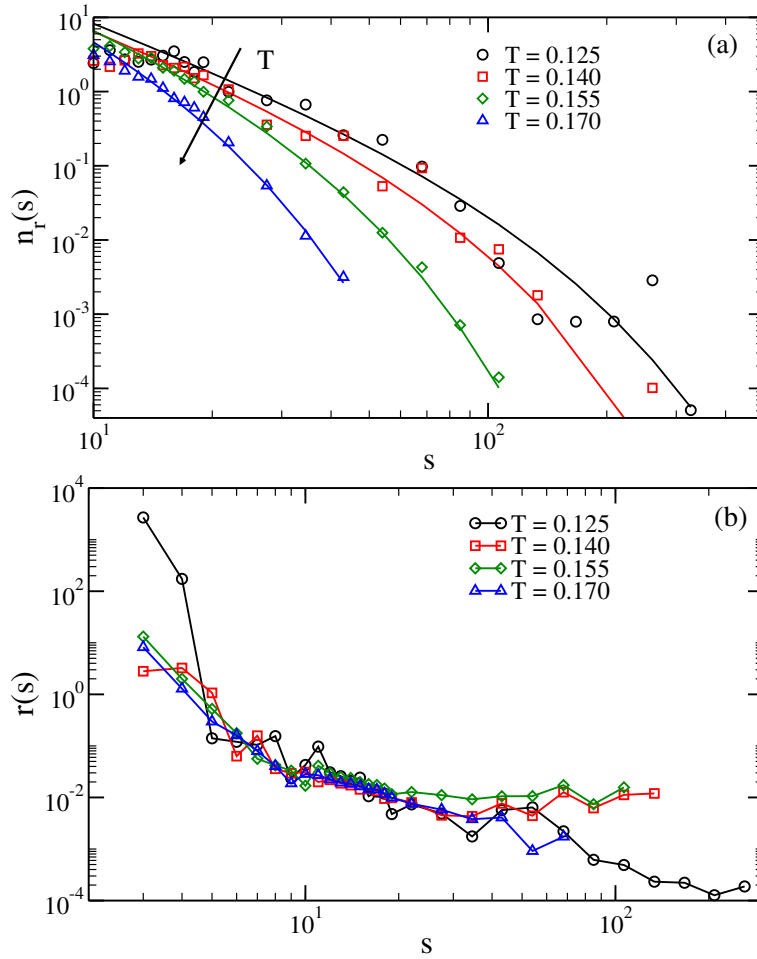 10^1
10^0
10^-1
10^-2
10^-3
10^-4
n_r(s)
T
(a)
T = 0.125
T = 0.140
T = 0.155
T = 0.170
10^1
10^2
s
10^4
10^2
10^0
10^-2
10^-4
r(s)
(b)
T = 0.125
T = 0.140
T = 0.155
T = 0.170
10^1
10^2
s